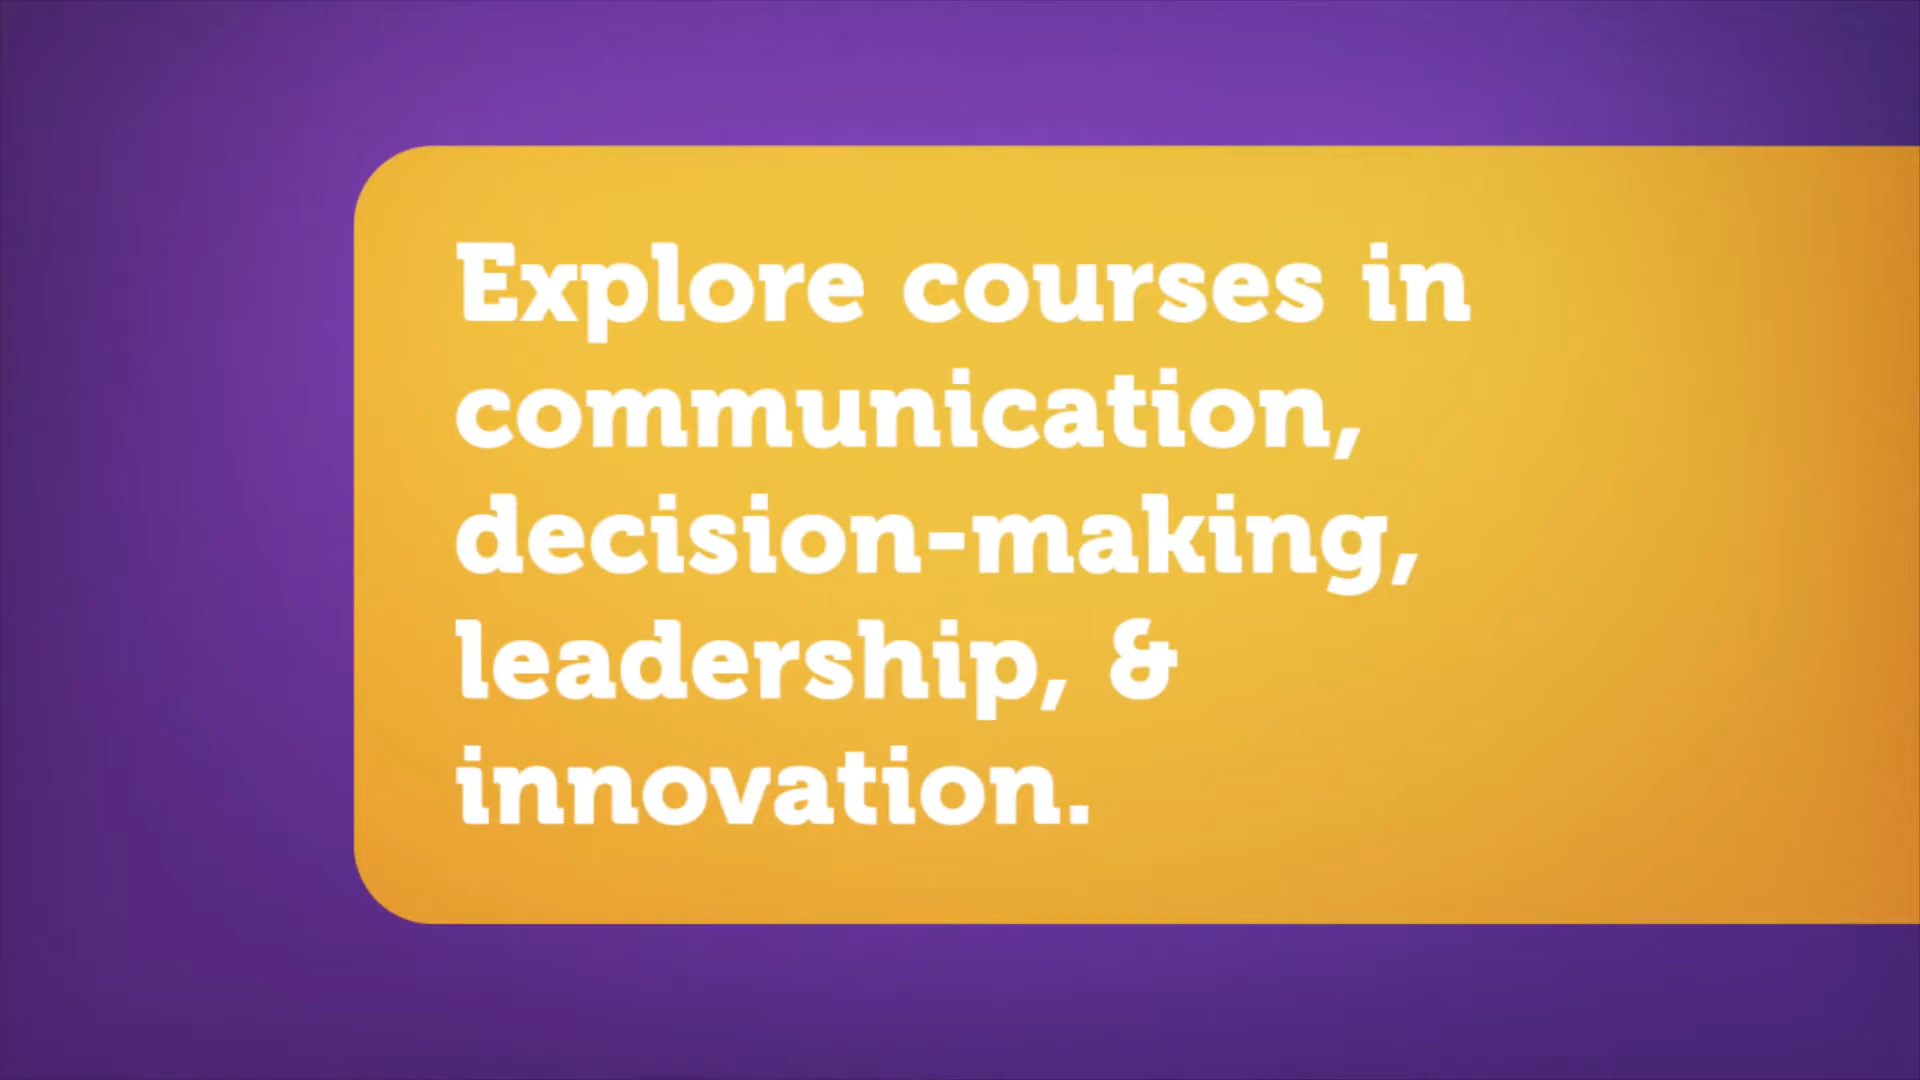 Explore courses in
communication,
decision-making,
leadership, &
innovation.